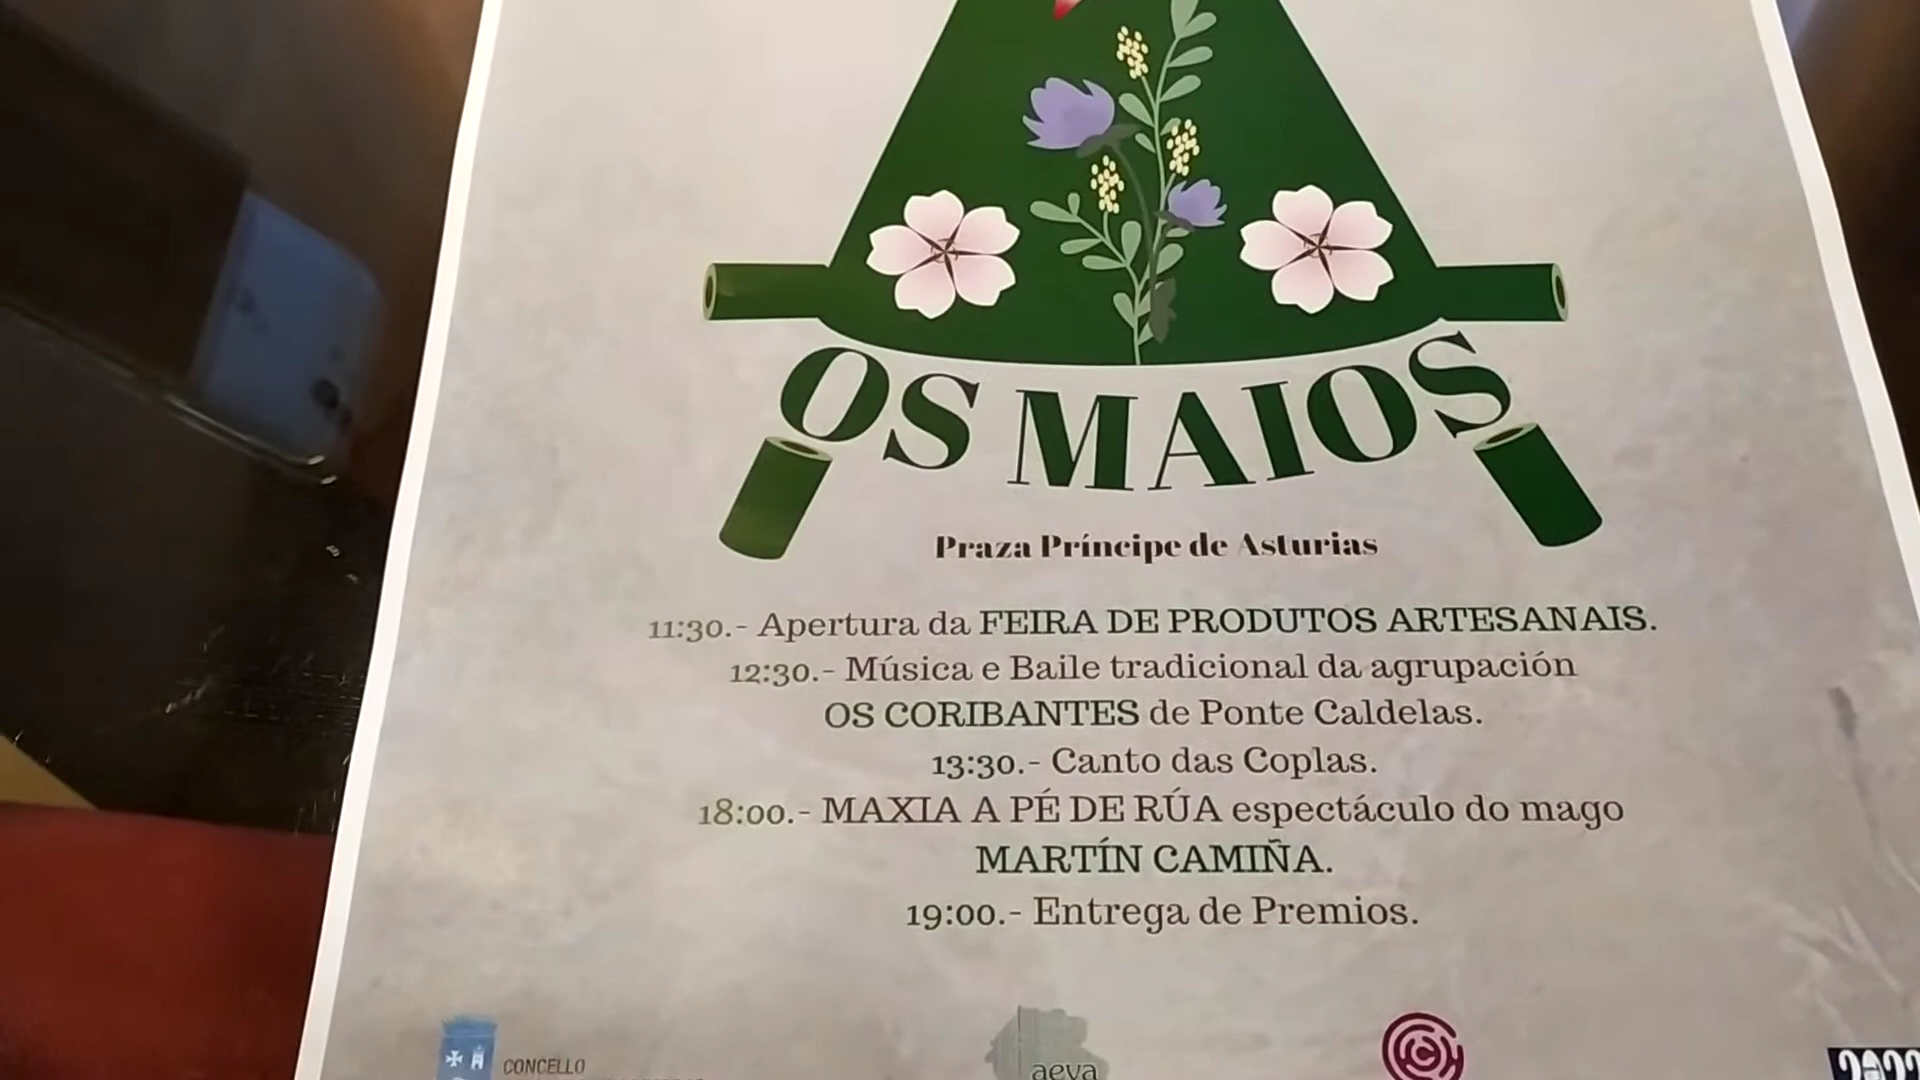 OS MAIOS
Praza Príncipe de Asturias
11:30.- Apertura da FEIRA DE PRODUTOS ARTESANAIS.
12:30.- Música e Baile tradicional da agrupación
OS CORIBANTES de Ponte Caldelas.
13:30.- Canto das Coplas.
18:00.- MAXIA A PÉ DE RÚA espectáculo do mago
MARTÍN CAMIÑA.
19:00.- Entrega de Premios.
CONCELLO
aeva